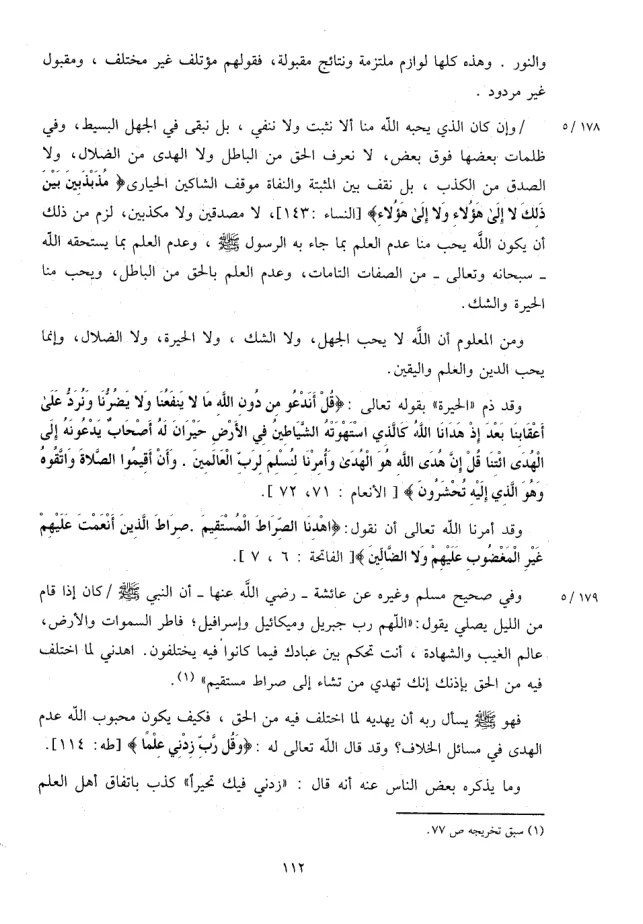 والنور . وهذه كلها لوازم ملتزمة ونتائج مقبولة، فقولهم مؤتلف غير مختلف ، ومقبول
غير مردود .
١٧٨/ ٥ / وإن كان الذي يحبه الله منا ألا نثبت ولا ننفي ، بل نبقى في الجهل البسيط، وفي
ظلمات بعضها فوق بعض، لا نعرف الحق من الباطل ولا الهدى من الضلال، ولا
الصدق من الكذب ، بل نقف بين المثبتة والنفاة موقف الشاكين الحيارى﴿ مُذَبْذَبِينَ بَيْنَ
ذَلِكَ لا إِلَىٰ هَؤُلاءِ وَلا إِلَىٰ هَؤُلاءِ﴾ [النساء :١٤٣]، لا مصدقين ولا مكذبين، لزم من ذلك
أن يكون الله يحب منا عدم العلم بما جاء به الرسول ﷺ ، وعدم العلم بما يستحقه الله
ـ سبحانه وتعالى ـ من الصفات التامات، وعدم العلم بالحق من الباطل، ويحب منا
الحيرة والشك.
ومن المعلوم أن الله لا يحب الجهل، ولا الشك ، ولا الحيرة، ولا الضلال، وإنما
يحب الدين والعلم واليقين.
وقد ذم «الحيرة» بقوله تعالى :﴿قُلْ أَنَدْعُو مِن دُونِ اللَّهِ مَا لا يَنفَعُنَا وَلا يَضُرُّنَا وَنُرَدُّ عَلَىٰ
أَعْقَابِنَا بَعْدَ إِذْ هَدَانَا اللَّهُ كَالَّذِي اسْتَهْوَتْهُ الشَّيَاطِينُ فِي الأَرْضِ حَيْرَانَ لَهُ أَصْحَابٌ يَدْعُونَهُ إِلَى
الْهُدَى ائْتِنَا قُلْ إِنَّ هُدَى اللَّهِ هُوَ الْهُدَىٰ وَأُمِرْنَا لِنُسْلِمَ لِرَبِّ الْعَالَمِينَ . وَأَنْ أَقِيمُوا الصَّلاةَ وَاتَّقُوهُ
وَهُوَ الَّذِي إِلَيْهِ تُحْشَرُونَ ﴾ [ الأنعام : ٧١، ٧٢ ].
وقد أمرنا الله تعالى أن نقول:﴿اهْدِنَا الصِّرَاطَ الْمُسْتَقِيمَ .صِرَاطَ الَّذِينَ أَنْعَمْتَ عَلَيْهِمْ
غَيْرِ الْمَغْضُوبِ عَلَيْهِمْ وَلا الضَّالِّينَ ﴾[ الفاتحة : ٦ ، ٧ ].
١٧٩/ ٥ وفي صحيح مسلم وغيره عن عائشة ـ رضي الله عنها ـ أن النبي ﷺ /كان إذا قام
من الليل يصلي يقول:«اللهم رب جبريل وميكائيل وإسرافيل؛ فاطر السموات والأرض،
عالم الغيب والشهادة ، أنت تحكم بين عبادك فيما كانوا فيه يختلفون. اهدني لما اختلف
فيه من الحق بإذنك إنك تهدي من تشاء إلى صراط مستقيم» (١).
فهو ﷺ يسأل ربه أن يهديه لما اختلف فيه من الحق ، فكيف يكون محبوب الله عدم
الهدى في مسائل الخلاف؟ وقد قال الله تعالى له :﴿وَقُل رَّبِّ زِدْنِي عِلْمًا ﴾ [طه: ١١٤].
وما يذكره بعض الناس عنه أنه قال : «زدني فيك تحيراً» كذب باتفاق أهل العلم
(١) سبق تخريجه ص ٧٧.
١١٢